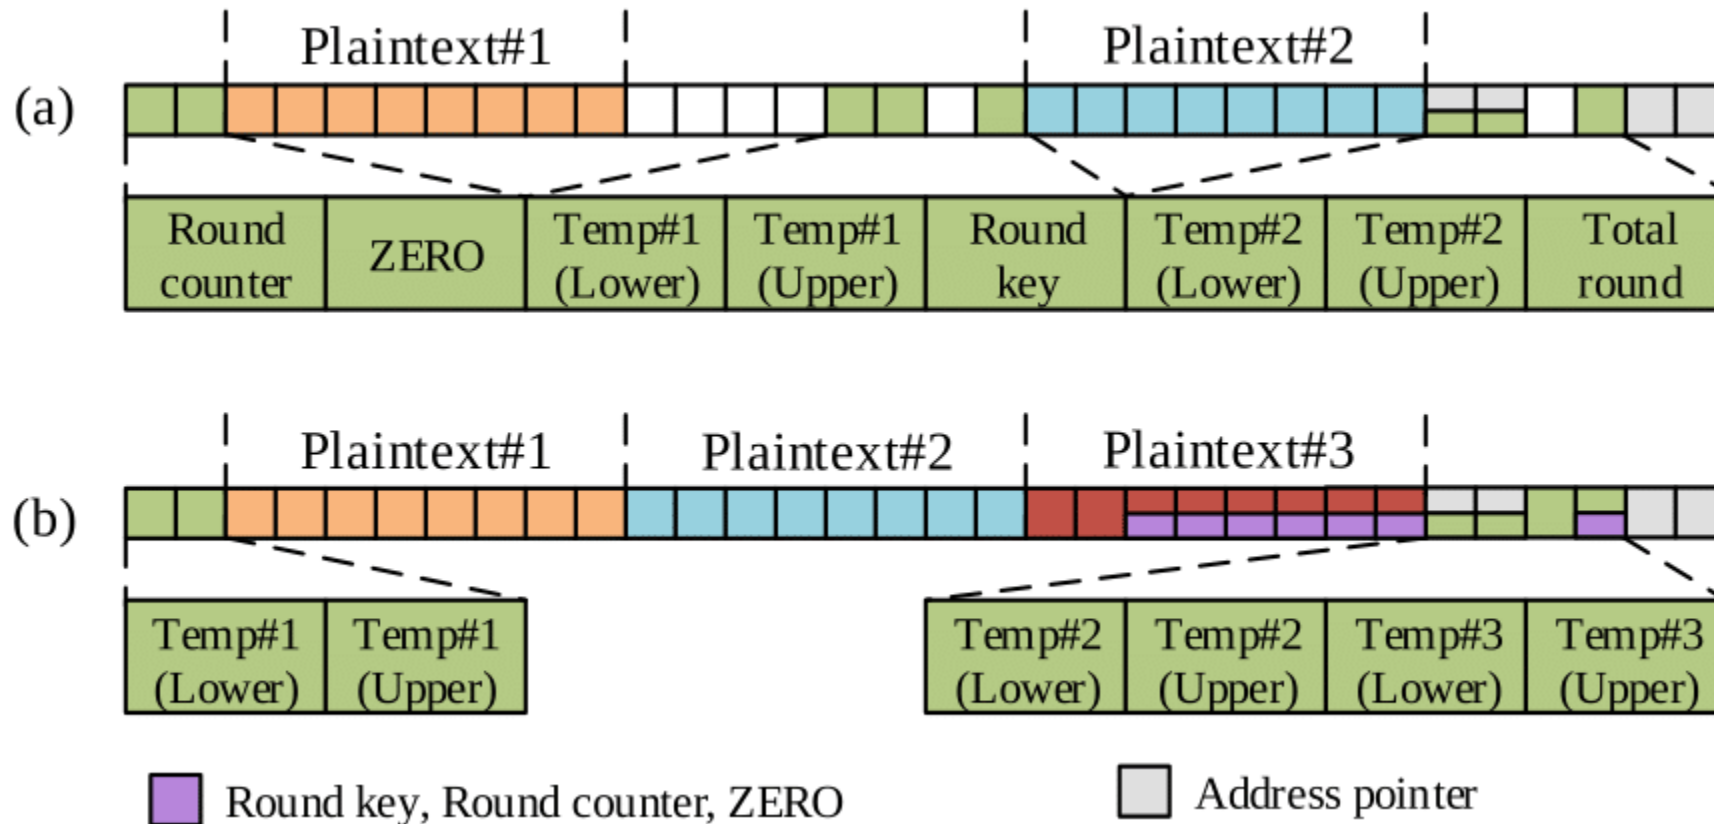 Plaintext#1 Plaintext#2
(a)
Round counter ZERO Temp#1 (Lower) Temp#1 (Upper) Round key Temp#2 (Lower) Temp#2 (Upper) Total round
Plaintext#1 Plaintext#2 Plaintext#3
(b)
Temp#1 (Lower) Temp#1 (Upper) Temp#2 (Lower) Temp#2 (Upper) Temp#3 (Lower) Temp#3 (Upper)
Round key, Round counter, ZERO Address pointer